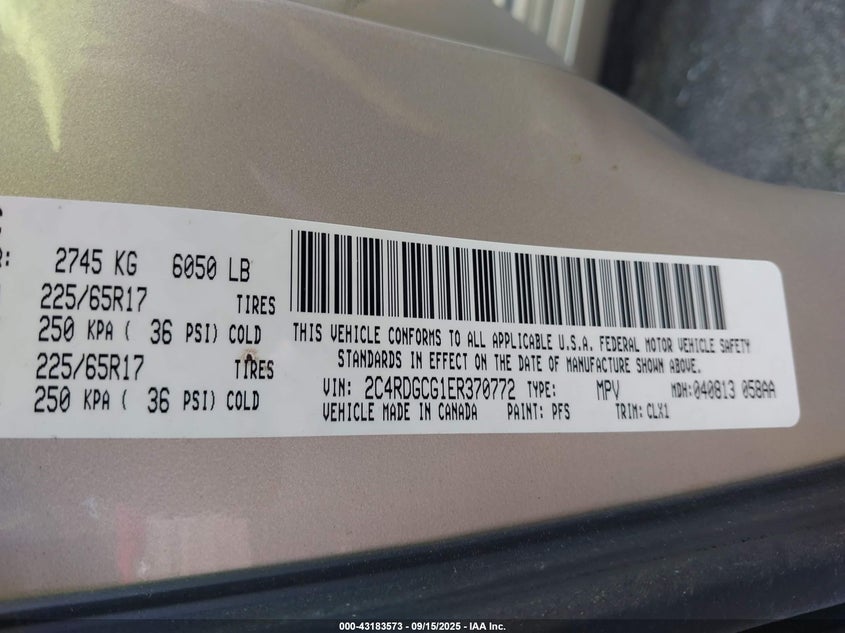 2745 KG 6050 LB
225/65R17 TIRES
250 KPA ( 36 PSI) COLD
225/65R17 TIRES
250 KPA ( 36 PSI) COLD
THIS VEHICLE CONFORMS TO ALL APPLICABLE U.S.A. FEDERAL MOTOR VEHICLE SAFETY
STANDARDS IN EFFECT ON THE DATE OF MANUFACTURE SHOWN ABOVE.
VIN: 2C4RDGCG1ER370772 TYPE: MPV MDH:040813 058AA
VEHICLE MADE IN CANADA PAINT: PFS TRIM: CLX1
000-43183573 - 09/15/2025 - IAA Inc.